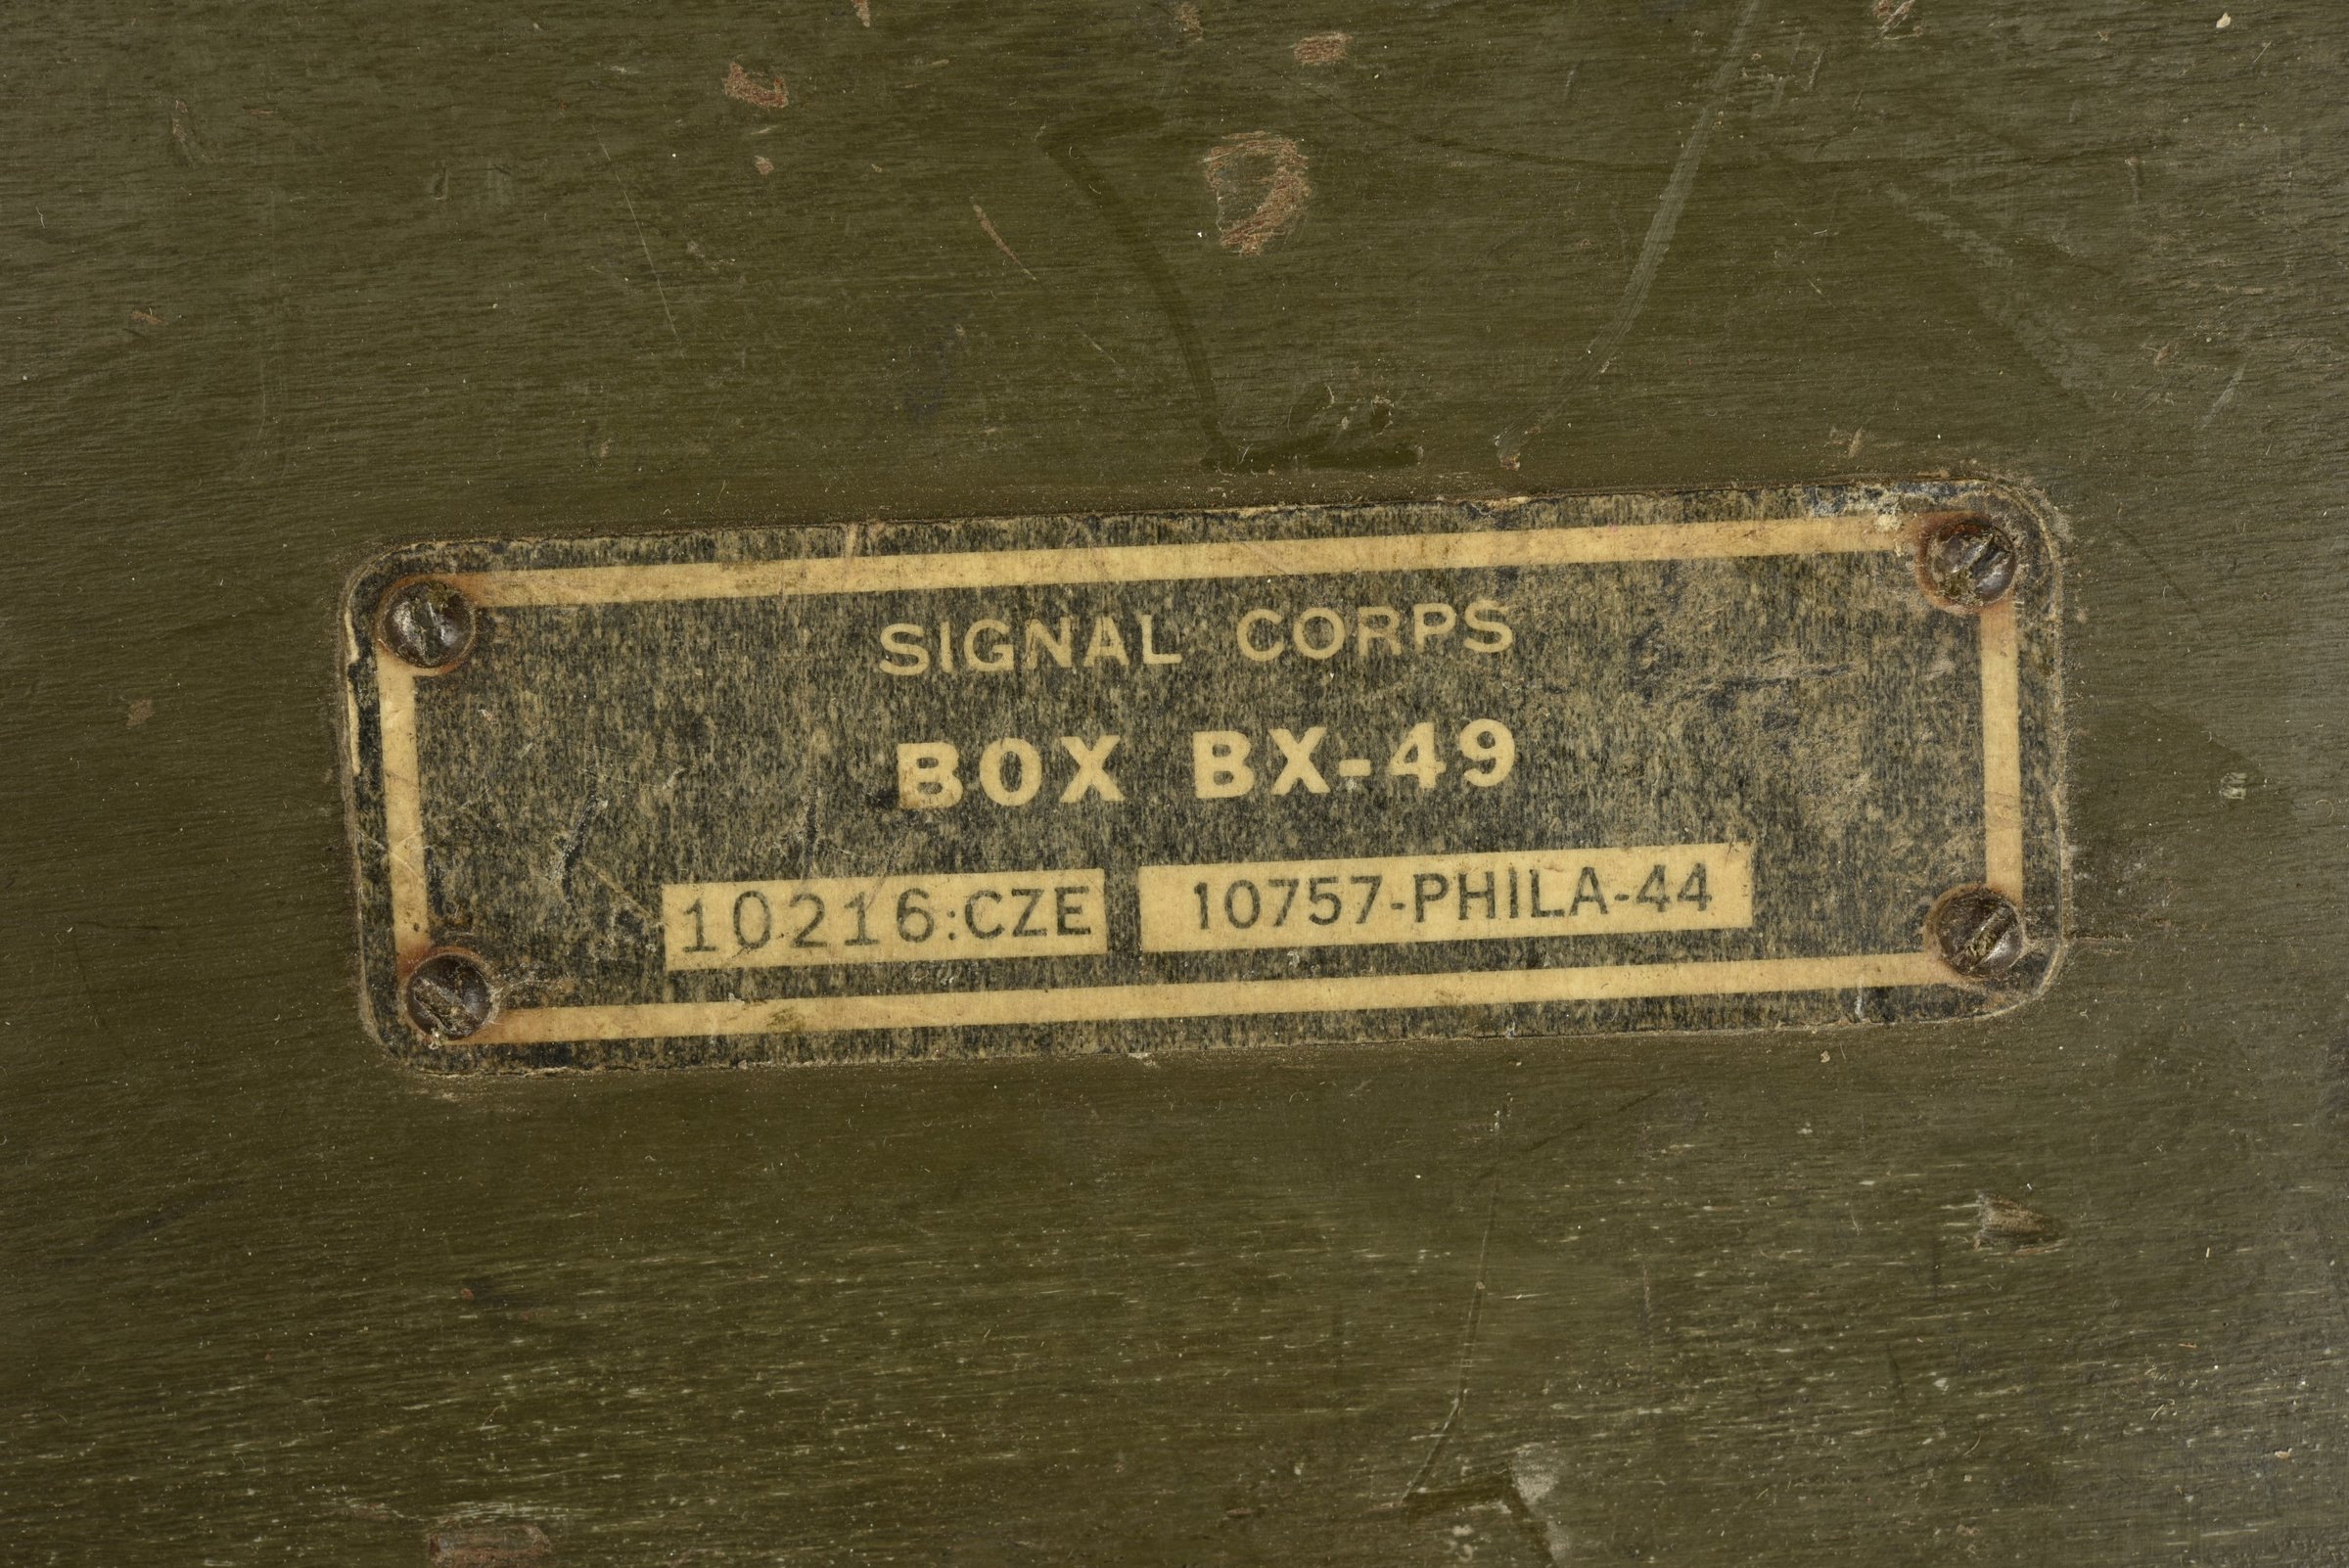 SIGNAL CORPS
BOX BX-49
10216:CZE 10757-PHILA-44